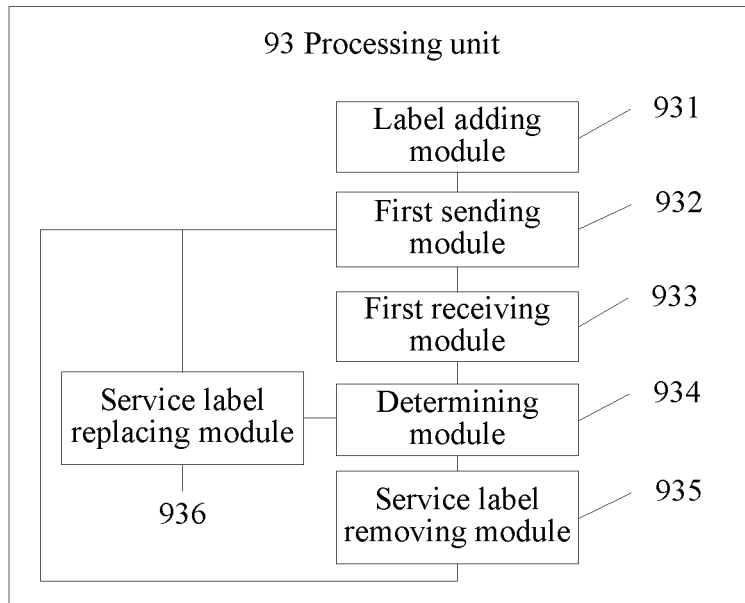 93 Processing unit
Label adding
module
931
First sending
module
932
First receiving
module
933
Service label
replacing module
936
Determining
module
934
Service label
removing module
935